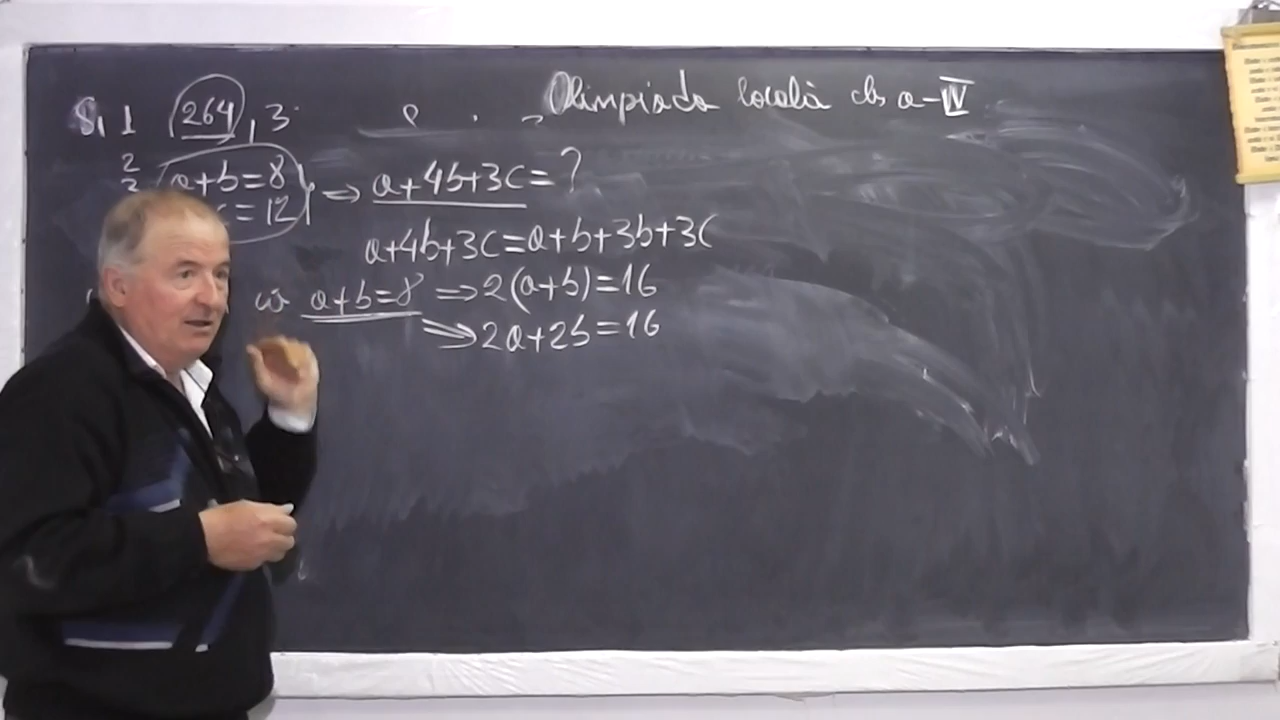 Olimpiada locală cls a-IV
S, 1 264, 3
2 a+b=8
=12 ⇒ a+4b+3c=?
a+4b+3c=a+b+3b+3c
a+b=8 ⇒2(a+b)=16
⇒2a+2b=16